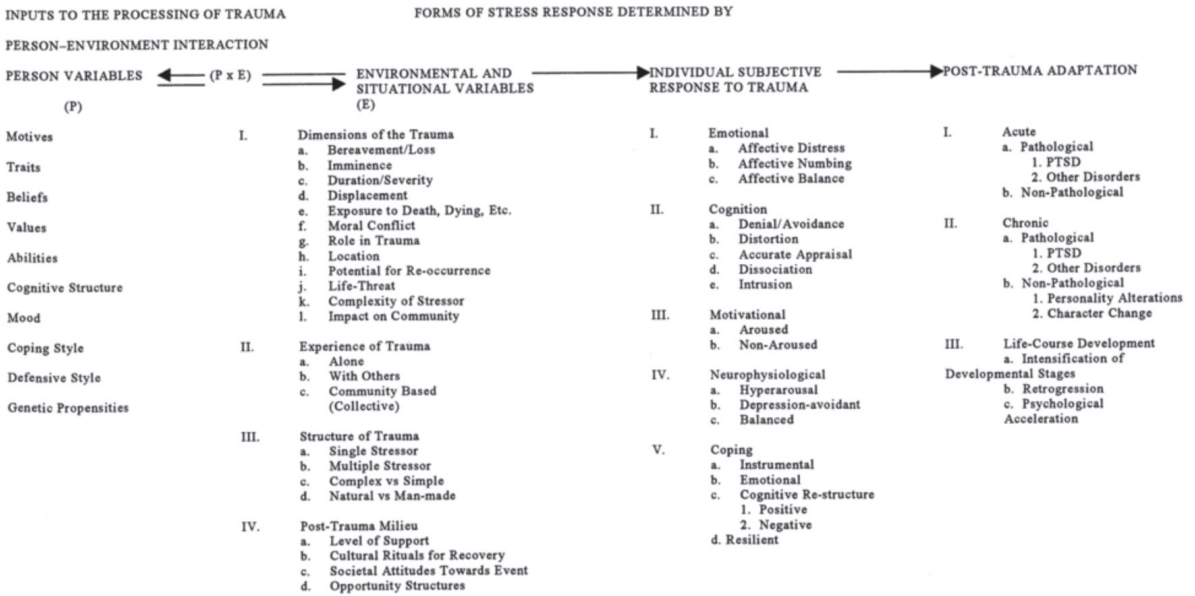 INPUTS TO THE PROCESSING OF TRAUMA
FORMS OF STRESS RESPONSE DETERMINED BY
PERSON–ENVIRONMENT INTERACTION
PERSON VARIABLES
(P)
(P x E)
ENVIRONMENTAL AND
SITUATIONAL VARIABLES
(E)
INDIVIDUAL SUBJECTIVE
RESPONSE TO TRAUMA
POST-TRAUMA ADAPTATION
Motives
Traits
Beliefs
Values
Abilities
Cognitive Structure
Mood
Coping Style
Defensive Style
Genetic Propensities
I. Dimensions of the Trauma
a. Bereavement/Loss
b. Imminence
c. Duration/Severity
d. Displacement
e. Exposure to Death, Dying, Etc.
f. Moral Conflict
g. Role in Trauma
h. Location
i. Potential for Re-occurrence
j. Life-Threat
k. Complexity of Stressor
l. Impact on Community
II. Experience of Trauma
a. Alone
b. With Others
c. Community Based
(Collective)
III. Structure of Trauma
a. Single Stressor
b. Multiple Stressor
c. Complex vs Simple
d. Natural vs Man-made
IV. Post-Trauma Milieu
a. Level of Support
b. Cultural Rituals for Recovery
c. Societal Attitudes Towards Event
d. Opportunity Structures
I. Emotional
a. Affective Distress
b. Affective Numbing
c. Affective Balance
II. Cognition
a. Denial/Avoidance
b. Distortion
c. Accurate Appraisal
d. Dissociation
e. Intrusion
III. Motivational
a. Aroused
b. Non-Aroused
IV. Neurophysiological
a. Hyperarousal
b. Depression-avoidant
c. Balanced
V. Coping
a. Instrumental
b. Emotional
c. Cognitive Re-structure
1. Positive
2. Negative
d. Resilient
I. Acute
a. Pathological
1. PTSD
2. Other Disorders
b. Non-Pathological
II. Chronic
a. Pathological
1. PTSD
2. Other Disorders
b. Non-Pathological
1. Personality Alterations
2. Character Change
III. Life-Course Development
a. Intensification of
Developmental Stages
b. Retrogression
c. Psychological
Acceleration